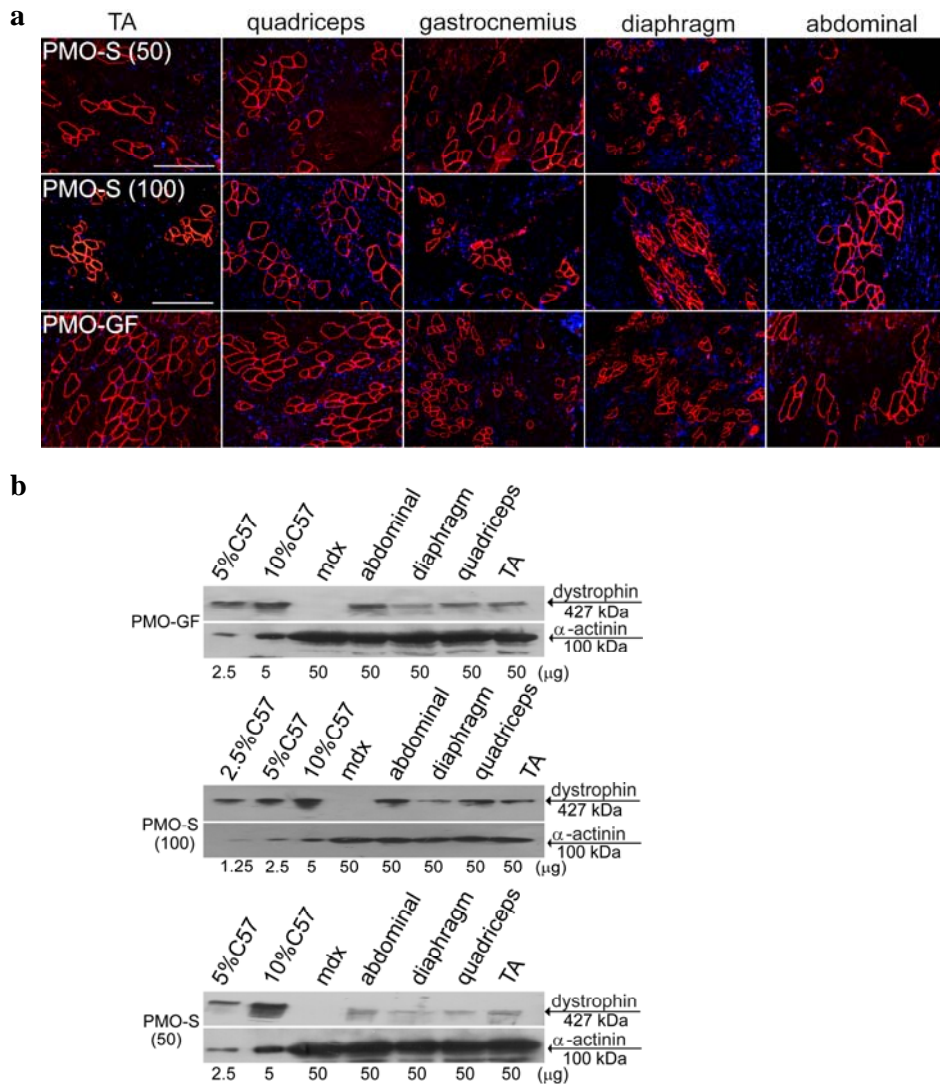 a
TA quadriceps gastrocnemius diaphragm abdominal
PMO-S (50)
PMO-S (100)
PMO-GF
b
5%C57 10%C57 mdx abdominal diaphragm quadriceps TA
PMO-GF
dystrophin
427 kDa
α-actinin
100 kDa
2.5 5 50 50 50 50 50 (μg)
2.5%C57 5%C57 10%C57 mdx abdominal diaphragm quadriceps TA
PMO-S
(100)
dystrophin
427 kDa
α-actinin
100 kDa
1.25 2.5 5 50 50 50 50 50 (μg)
5%C57 10%C57 mdx abdominal diaphragm quadriceps TA
PMO-S
(50)
dystrophin
427 kDa
α-actinin
100 kDa
2.5 5 50 50 50 50 50 (μg)